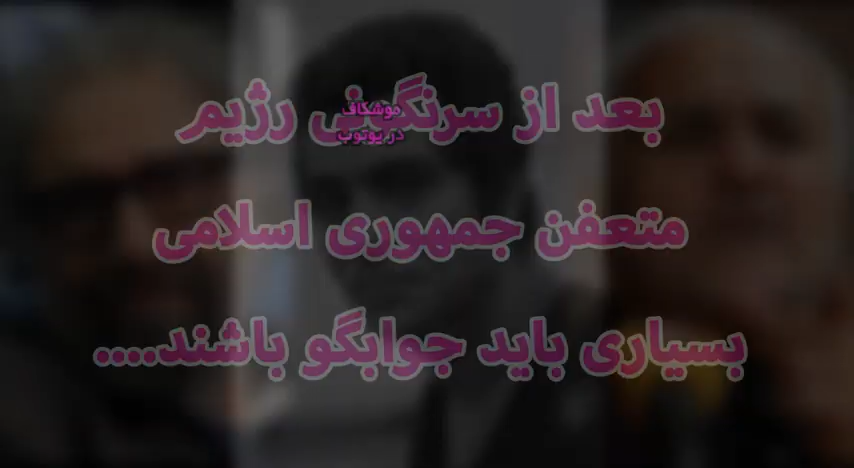 بعد از سرنگونی رژیم
موشکاف
در یوتوب
متعفن جمهوری اسلامی
بسیاری باید جوابگو باشند....